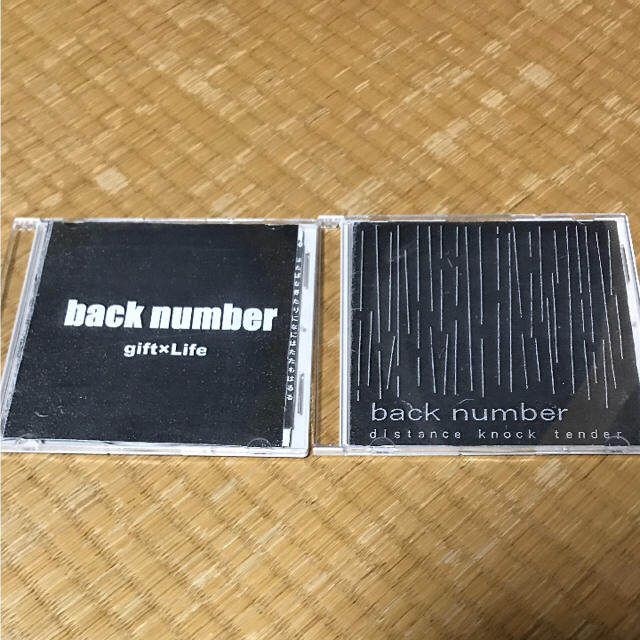 back number
gift×Life
back number
distance knock tender